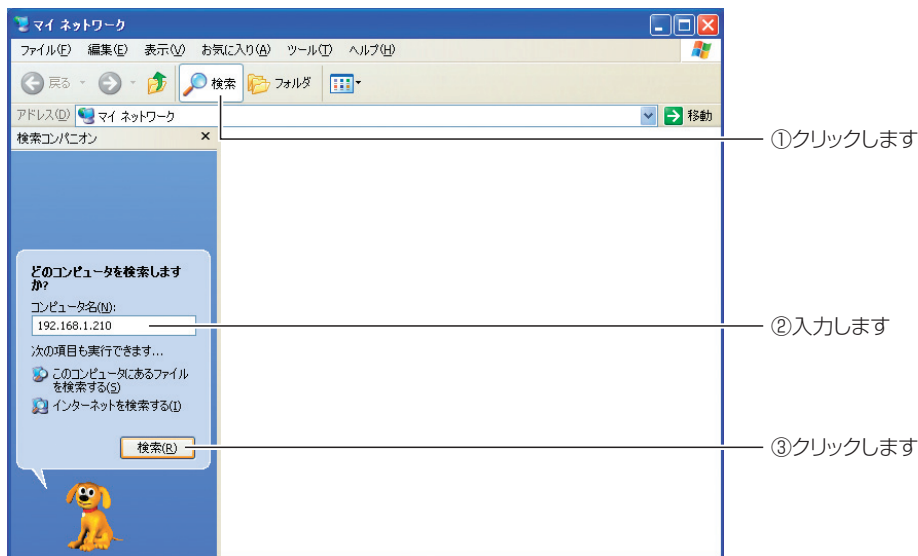 マイ ネットワーク
ファイル(F) 編集(E) 表示(V) お気に入り(A) ツール(T) ヘルプ(H)
戻る 検索 フォルダ
アドレス(D) マイ ネットワーク 移動
検索コンパニオン ×
①クリックします
どのコンピュータを検索します
か?
コンピュータ名(N):
192.168.1.210
②入力します
次の項目も実行できます...
このコンピュータにあるファイル
を検索する(S)
インターネットを検索する(I)
検索(R)
③クリックします